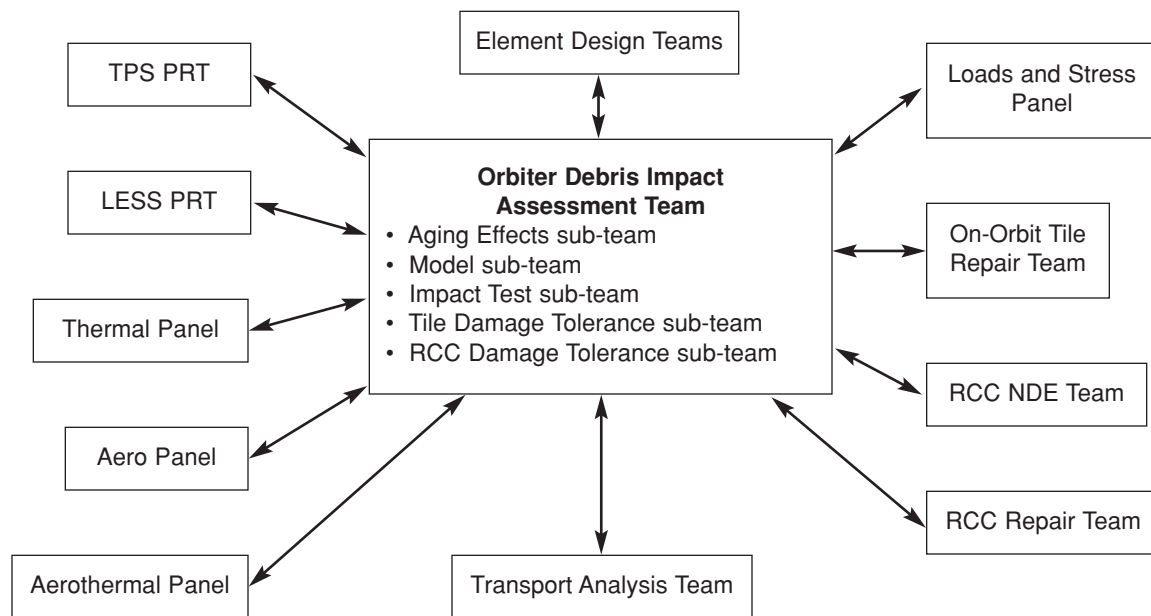 Element Design Teams
TPS PRT
Loads and Stress
Panel
Orbiter Debris Impact
Assessment Team
• Aging Effects sub-team
• Model sub-team
• Impact Test sub-team
• Tile Damage Tolerance sub-team
• RCC Damage Tolerance sub-team
LESS PRT
On-Orbit Tile
Repair Team
Thermal Panel
RCC NDE Team
Aero Panel
RCC Repair Team
Aerothermal Panel
Transport Analysis Team